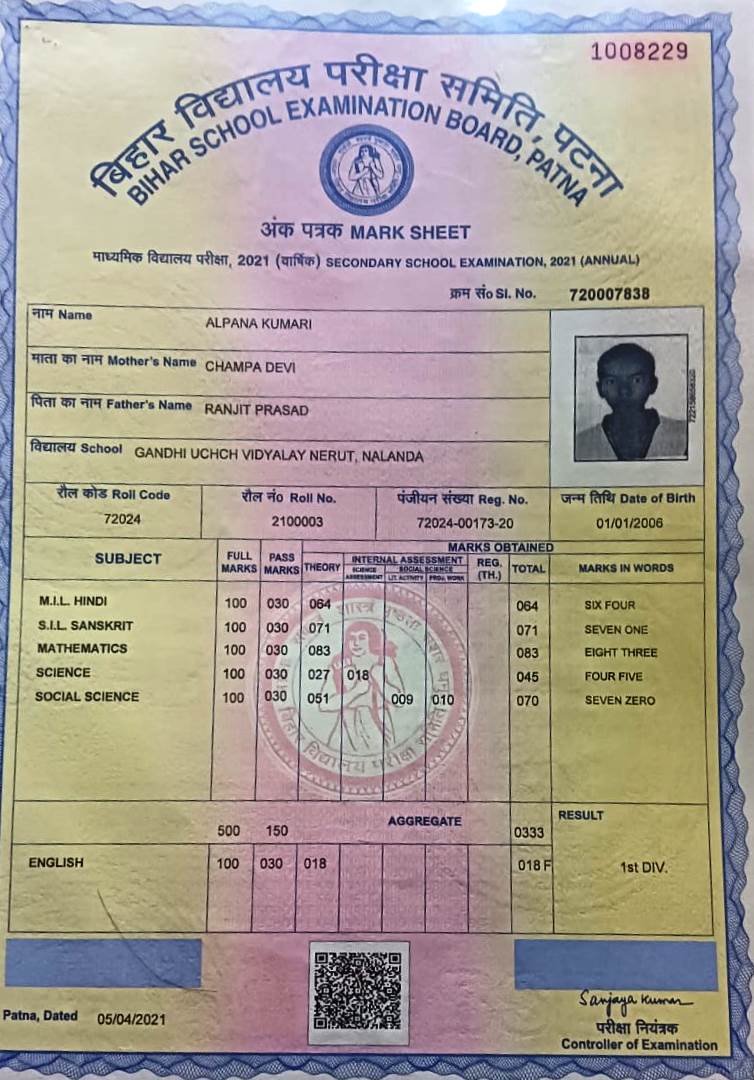 1008229
बिहार विद्यालय परीक्षा समिति, पटना
BIHAR SCHOOL EXAMINATION BOARD, PATNA
अंक पत्रक MARK SHEET
माध्यमिक विद्यालय परीक्षा, 2021 (वार्षिक) SECONDARY SCHOOL EXAMINATION, 2021 (ANNUAL)
क्रम सं० Sl. No. 720007838
नाम Name ALPANA KUMARI
माता का नाम Mother's Name CHAMPA DEVI
पिता का नाम Father's Name RANJIT PRASAD
विद्यालय School GANDHI UCHCH VIDYALAY NERUT, NALANDA
रौल कोड Roll Code रौल नं० Roll No. पंजीयन संख्या Reg. No. जन्म तिथि Date of Birth
72024 2100003 72024-00173-20 01/01/2006
SUBJECT FULL MARKS PASS MARKS MARKS OBTAINED
THEORY INTERNAL ASSESSMENT REG. (TH.) TOTAL MARKS IN WORDS
SCIENCE ASSESSMENT SOCIAL SCIENCE
LIT. ACTIVITY PROJ. WORK
M.I.L. HINDI 100 030 064 064 SIX FOUR
S.I.L. SANSKRIT 100 030 071 071 SEVEN ONE
MATHEMATICS 100 030 083 083 EIGHT THREE
SCIENCE 100 030 027 018 045 FOUR FIVE
SOCIAL SCIENCE 100 030 051 009 010 070 SEVEN ZERO
बिहार विद्यालय परीक्षा समिति
AGGREGATE RESULT
500 150 0333
ENGLISH 100 030 018 018 F 1st DIV.
Sanjaya Kumar
Patna, Dated 05/04/2021
परीक्षा नियंत्रक
Controller of Examination